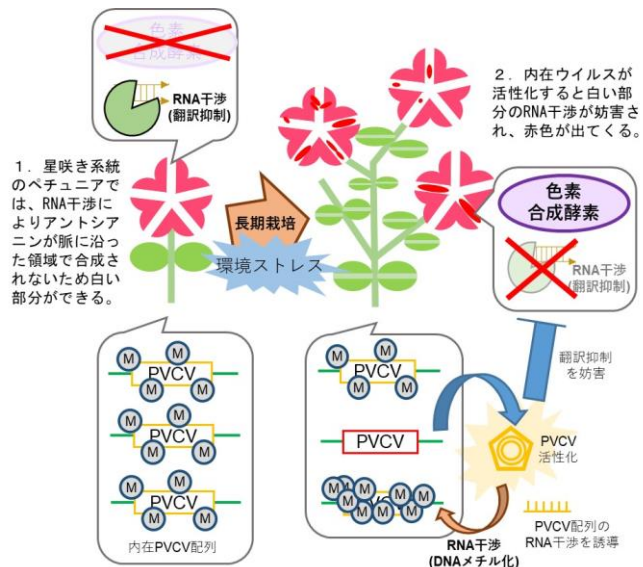 色素
合成酵素
RNA干渉
(翻訳抑制)
1．星咲き系統
のペチュニアで
は、RNA干渉に
よりアントシア
ニンが脈に沿っ
た領域で合成さ
れないため白い
部分ができる。
長期栽培
環境ストレス
2．内在ウイルスが
活性化すると白い部
分のRNA干渉が妨害さ
れ、赤色が出てくる。
色素
合成酵素
RNA干渉
(翻訳抑制)
M M
PVCV
M M M
M M
PVCV
M M M
M M
PVCV
M M M
内在PVCV配列
M M
PVCV
M M M
PVCV
M M M M M
M M M M
翻訳抑制
を妨害
PVCV
活性化
RNA干渉
(DNAメチル化)
PVCV配列の
RNA干渉を誘導